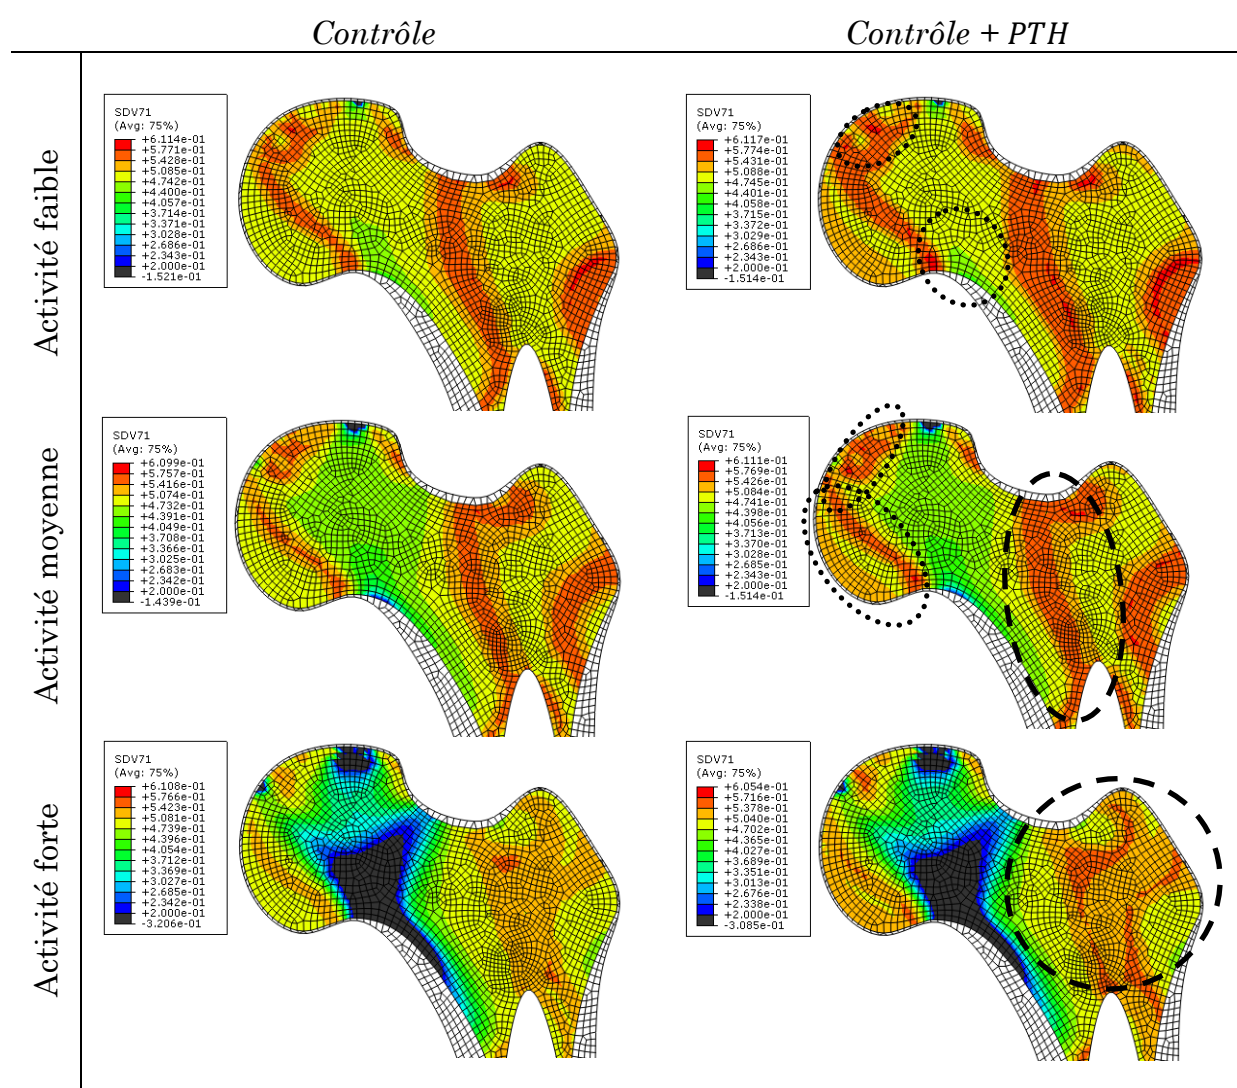 Contrôle
Contrôle + PTH
Activité faible
SDV71
(Avg: 75%)
+6.114e-01
+5.771e-01
+5.428e-01
+5.085e-01
+4.742e-01
+4.400e-01
+4.057e-01
+3.714e-01
+3.371e-01
+3.028e-01
+2.686e-01
+2.343e-01
+2.000e-01
-1.521e-01
SDV71
(Avg: 75%)
+6.117e-01
+5.774e-01
+5.431e-01
+5.088e-01
+4.745e-01
+4.401e-01
+4.058e-01
+3.715e-01
+3.372e-01
+3.029e-01
+2.686e-01
+2.343e-01
+2.000e-01
-1.514e-01
Activité moyenne
SDV71
(Avg: 75%)
+6.099e-01
+5.757e-01
+5.416e-01
+5.074e-01
+4.732e-01
+4.391e-01
+4.049e-01
+3.708e-01
+3.366e-01
+3.025e-01
+2.683e-01
+2.342e-01
+2.000e-01
-1.439e-01
SDV71
(Avg: 75%)
+6.111e-01
+5.769e-01
+5.426e-01
+5.084e-01
+4.741e-01
+4.398e-01
+4.056e-01
+3.713e-01
+3.370e-01
+3.028e-01
+2.685e-01
+2.343e-01
+2.000e-01
-1.514e-01
Activité forte
SDV71
(Avg: 75%)
+6.108e-01
+5.766e-01
+5.423e-01
+5.081e-01
+4.739e-01
+4.396e-01
+4.054e-01
+3.712e-01
+3.369e-01
+3.027e-01
+2.685e-01
+2.342e-01
+2.000e-01
-3.206e-01
SDV71
(Avg: 75%)
+6.054e-01
+5.716e-01
+5.378e-01
+5.040e-01
+4.702e-01
+4.365e-01
+4.027e-01
+3.689e-01
+3.351e-01
+3.013e-01
+2.676e-01
+2.338e-01
+2.000e-01
-3.085e-01